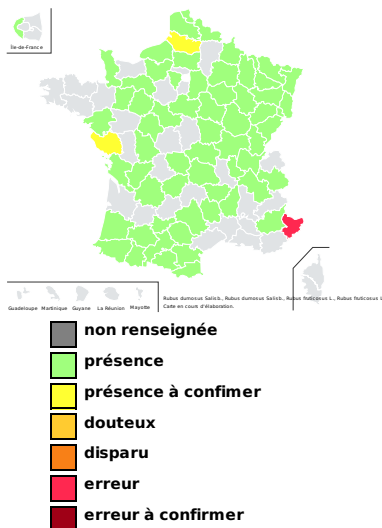 Île-de-France
Guadeloupe Martinique Guyane La Réunion Mayotte
Rubus dumosus Salisb., Rubus dumosus Salisb., Rubus fruticosus L., Rubus fruticosus L
Carte en cours d'élaboration.
non renseignée
présence
présence à confimer
douteux
disparu
erreur
erreur à confirmer